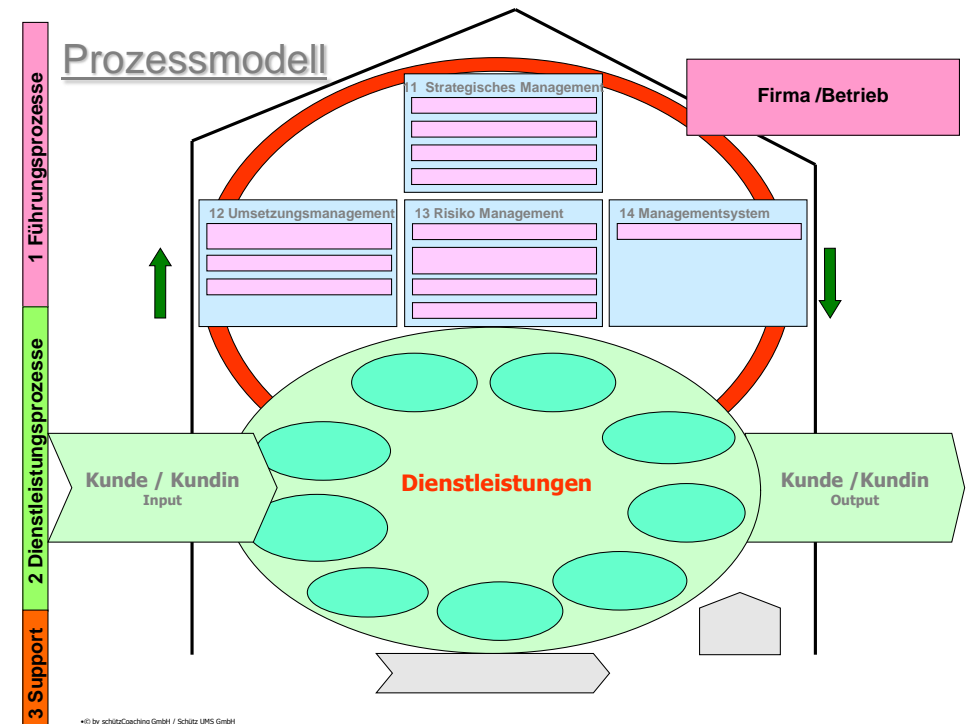 Prozessmodell
Firma /Betrieb
1 Führungsprozesse
11 Strategisches Management
12 Umsetzungsmanagement
13 Risiko Management
14 Managementsystem
2 Dienstleistungsprozesse
Kunde / Kundin
Input
Dienstleistungen
Kunde /Kundin
Output
3 Support
•© by schützCoaching GmbH / Schütz UMS GmbH